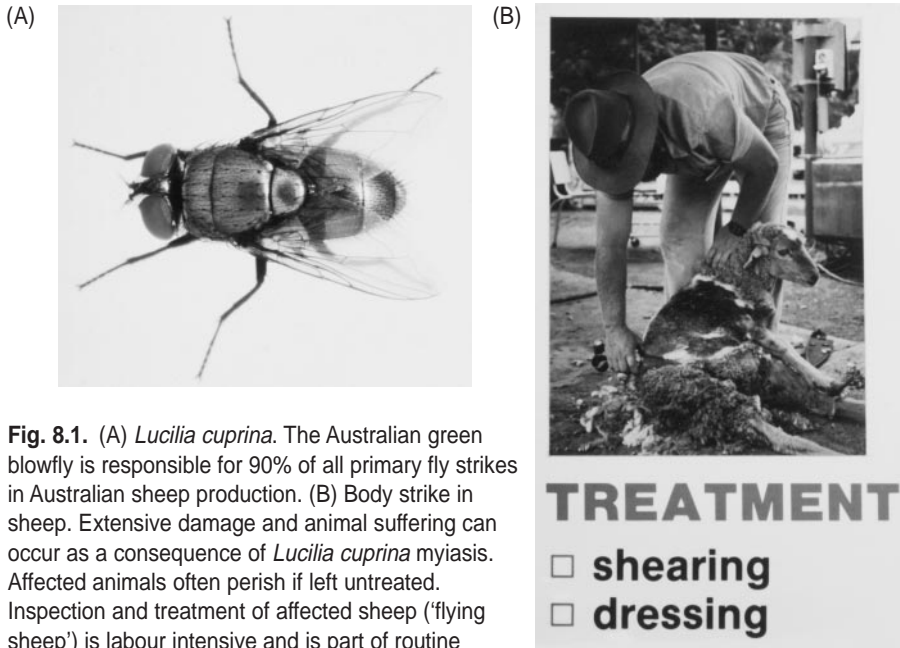 (A)
(B)
Fig. 8.1. (A) Lucilia cuprina. The Australian green
blowfly is responsible for 90% of all primary fly strikes
in Australian sheep production. (B) Body strike in
sheep. Extensive damage and animal suffering can
occur as a consequence of Lucilia cuprina myiasis.
Affected animals often perish if left untreated.
Inspection and treatment of affected sheep (‘flying
sheep’) is labour intensive and is part of routine
TREATMENT
□ shearing
□ dressing